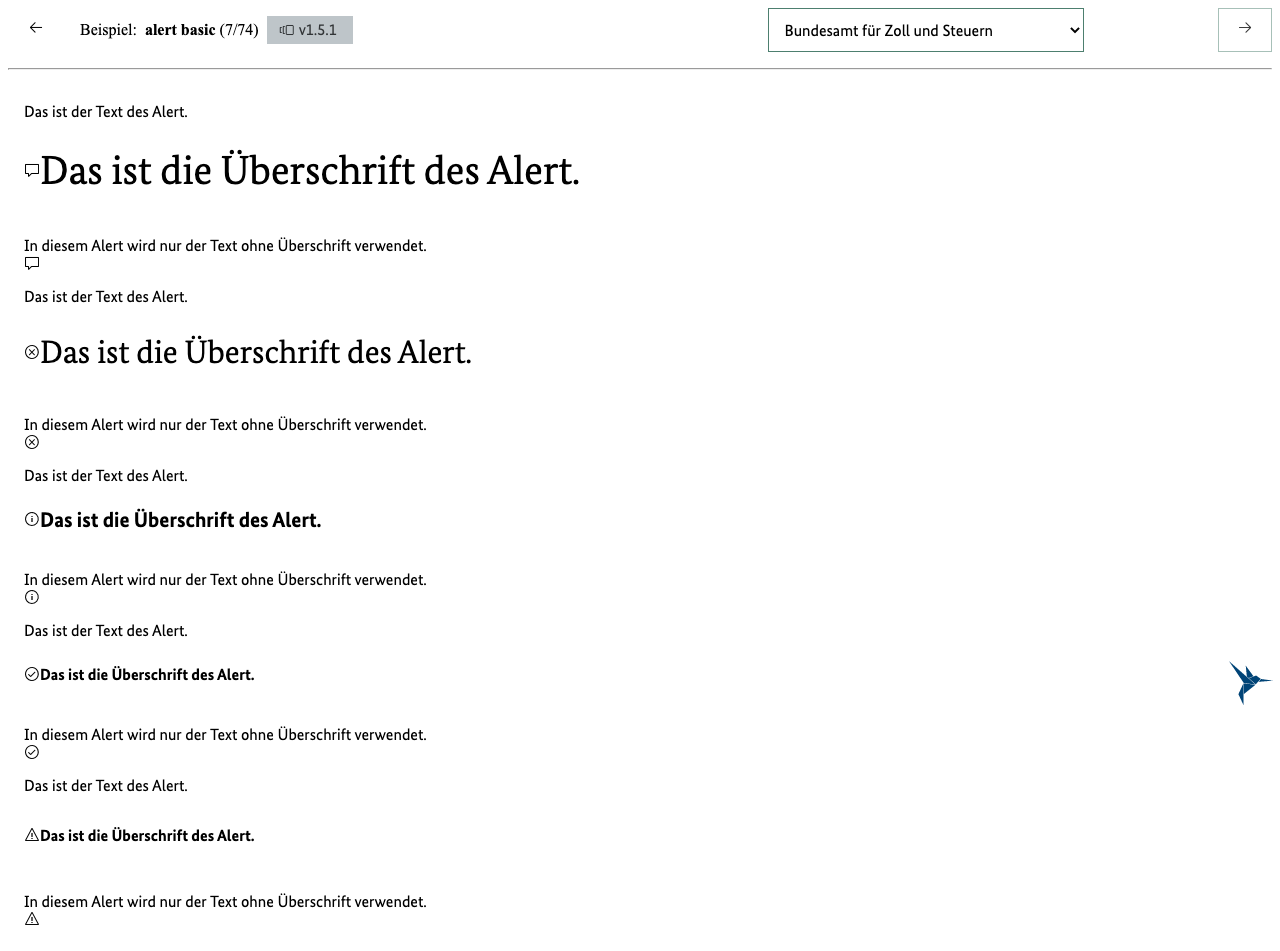 Beispiel: alert basic (7/74) v1.5.1 Bundesamt für Zoll und Steuern
Das ist der Text des Alert.
Das ist die Überschrift des Alert.
In diesem Alert wird nur der Text ohne Überschrift verwendet.
Das ist der Text des Alert.
Das ist die Überschrift des Alert.
In diesem Alert wird nur der Text ohne Überschrift verwendet.
Das ist der Text des Alert.
Das ist die Überschrift des Alert.
In diesem Alert wird nur der Text ohne Überschrift verwendet.
Das ist der Text des Alert.
Das ist die Überschrift des Alert.
In diesem Alert wird nur der Text ohne Überschrift verwendet.
Das ist der Text des Alert.
Das ist die Überschrift des Alert.
In diesem Alert wird nur der Text ohne Überschrift verwendet.